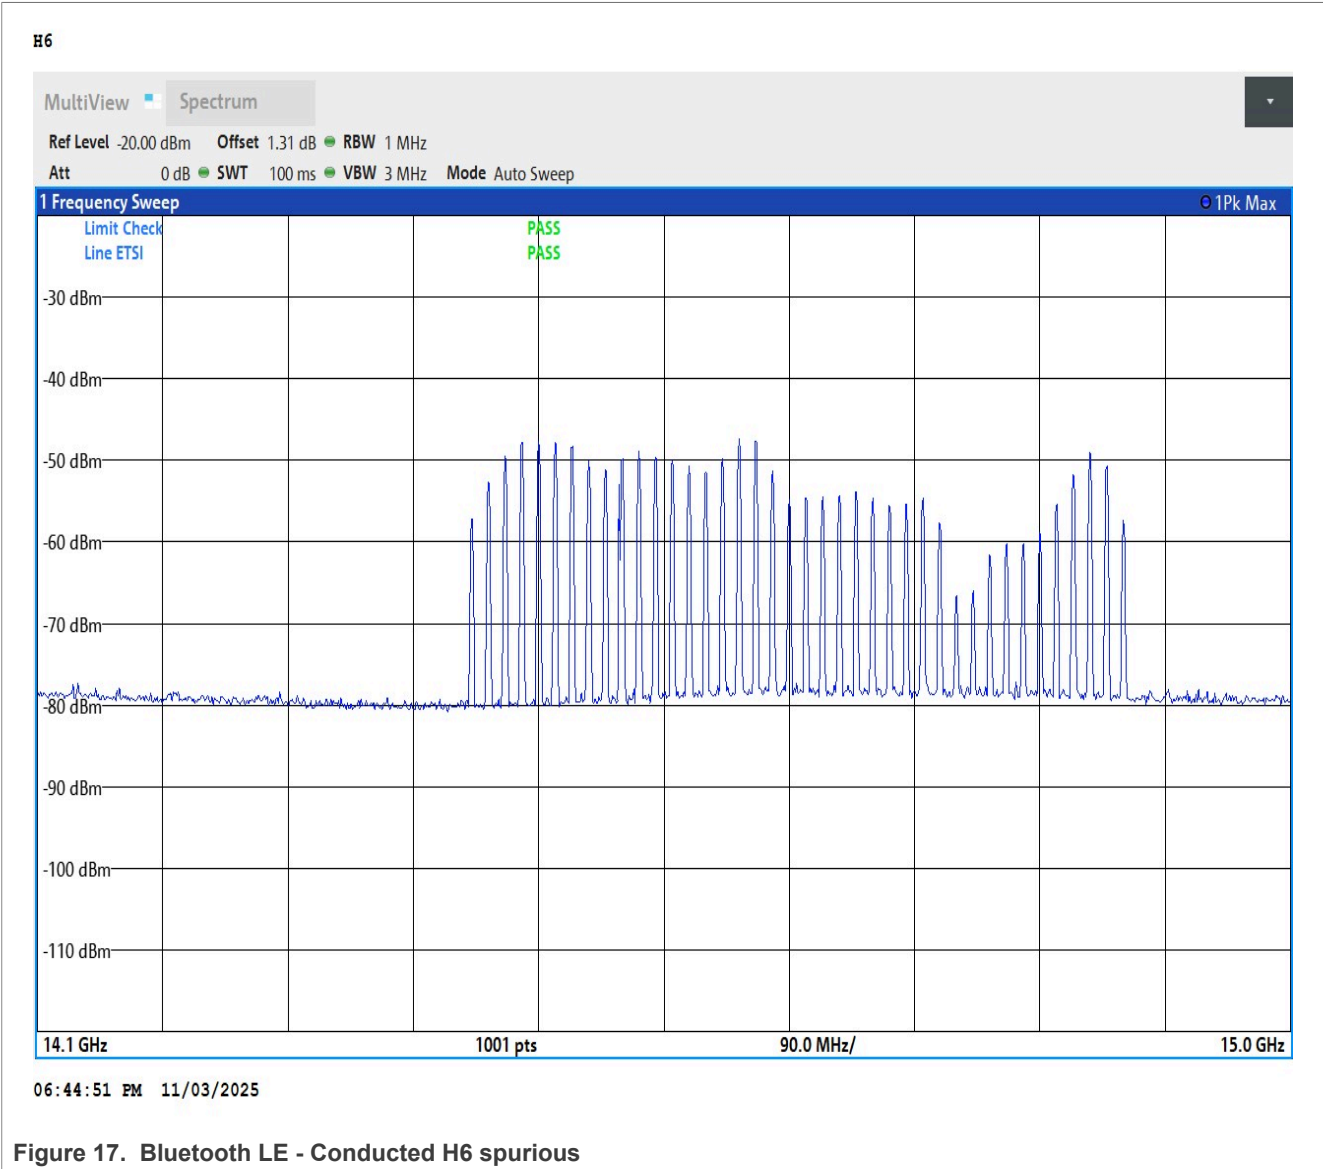 H6
MultiView Spectrum
Ref Level -20.00 dBm Offset 1.31 dB RBW 1 MHz
Att 0 dB SWT 100 ms VBW 3 MHz Mode Auto Sweep
1 Frequency Sweep 1Pk Max
Limit Check PASS
Line ETSI PASS
-30 dBm
-40 dBm
-50 dBm
-60 dBm
-70 dBm
-80 dBm
-90 dBm
-100 dBm
-110 dBm
14.1 GHz 1001 pts 90.0 MHz/ 15.0 GHz
06:44:51 PM 11/03/2025
Figure 17. Bluetooth LE - Conducted H6 spurious